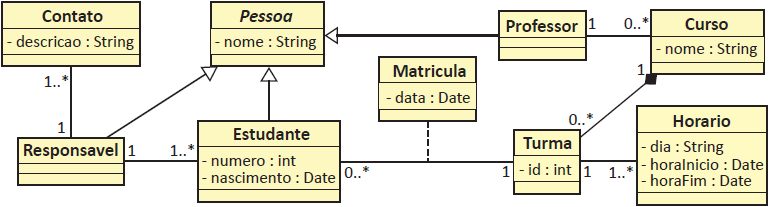 Contato
- descricao : String
Pessoa
- nome : String
Professor
1
0..*
Curso
- nome : String
1..*
1
Matricula
- data : Date
1
0..*
Responsavel
1
1..*
Estudante
- numero : int
- nascimento : Date
0..*
1
Turma
- id : int
1
1..*
Horario
- dia : String
- horaInicio : Date
- horaFim : Date